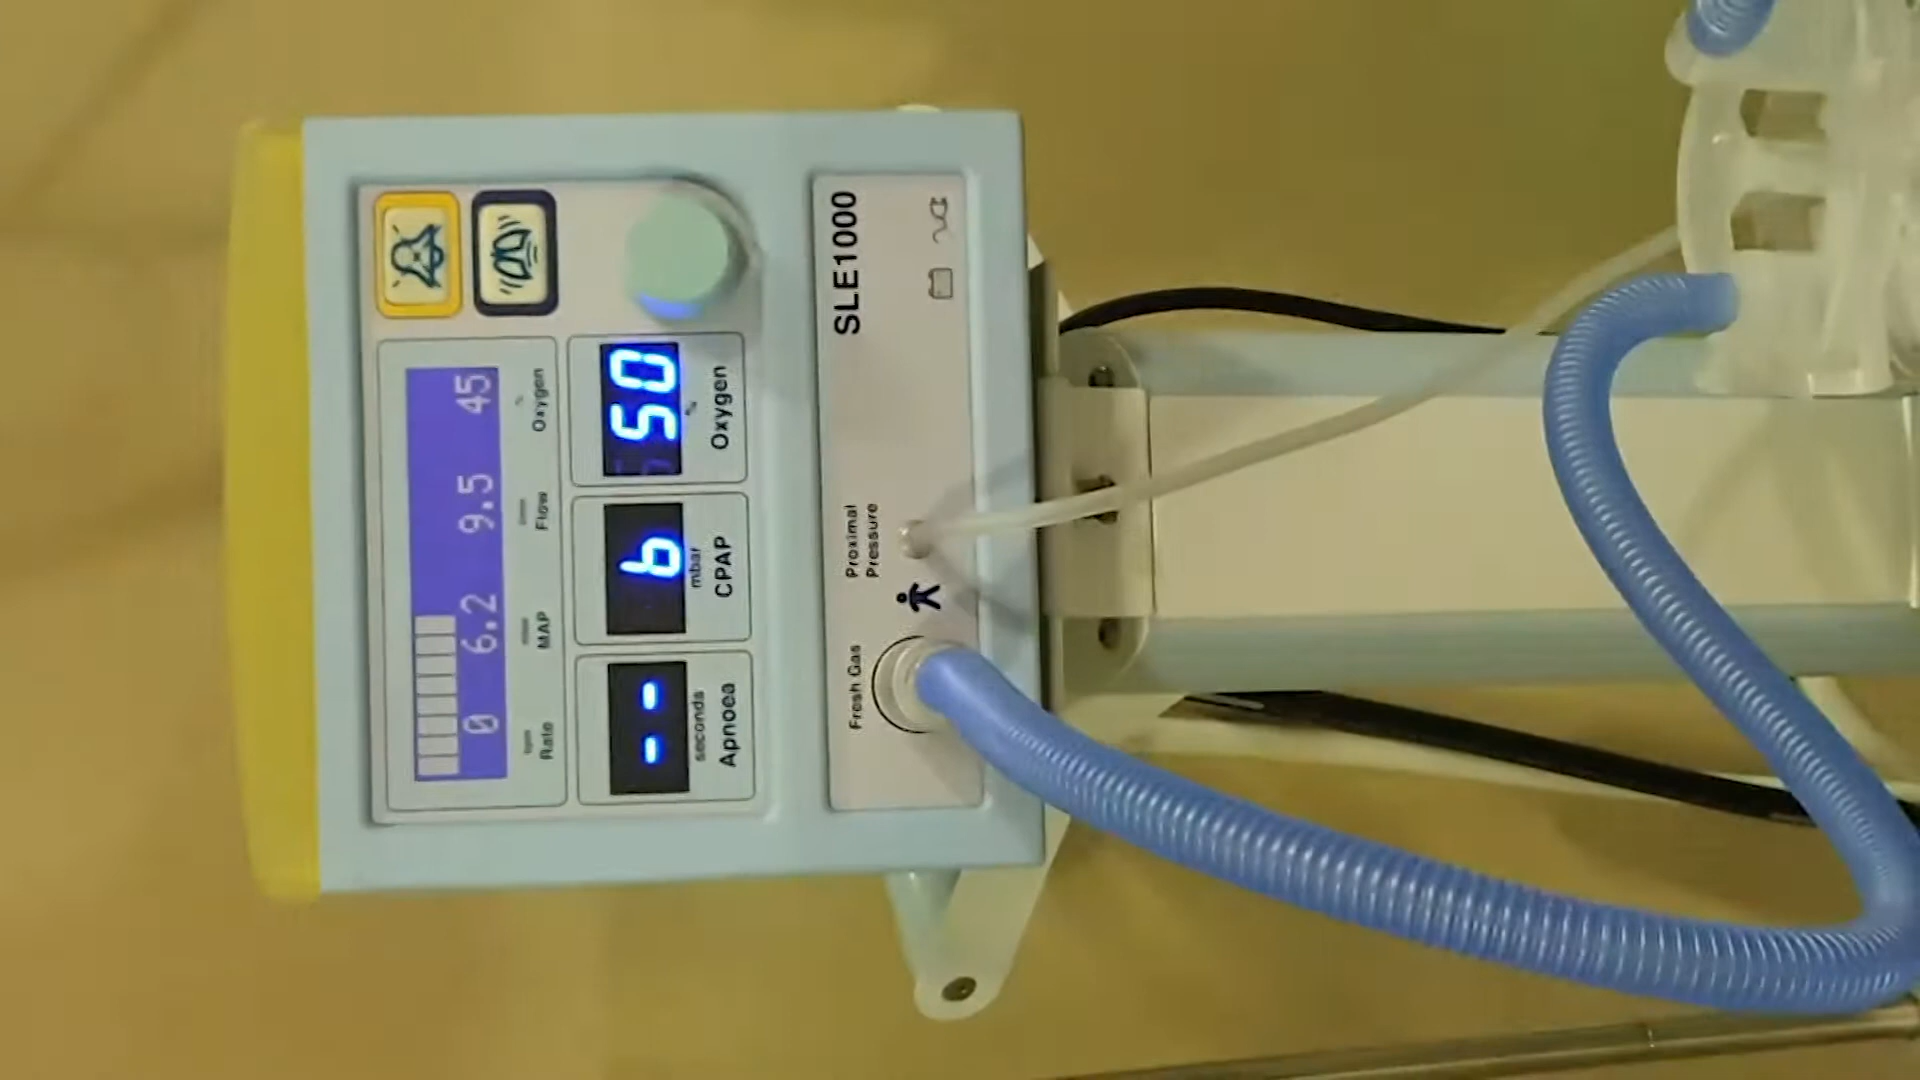 0 6.2 9.5 45
Rate MAP Flow Oxygen
-- 6 50
seconds mbar %
Apnoea CPAP Oxygen
SLE1000
Fresh Gas
Proximal
Pressure